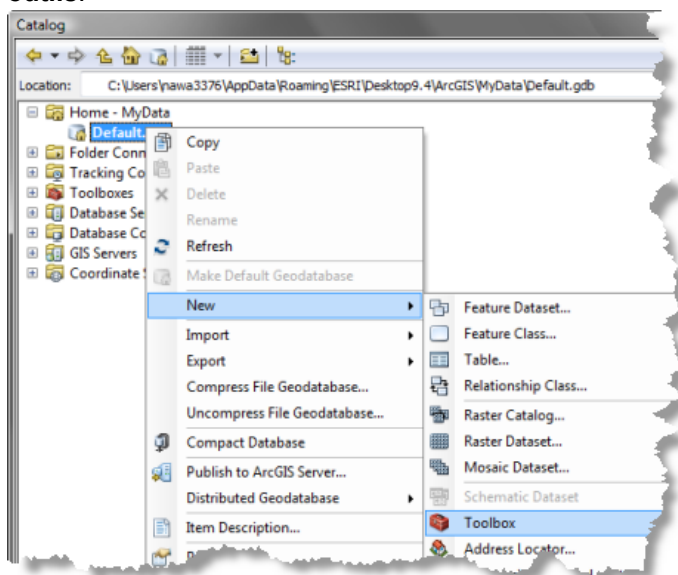 Catalog
Location: C:\Users\nawa3376\AppData\Roaming\ESRI\Desktop9.4\ArcGIS\MyData\Default.gdb
Home - MyData
Default.
Folder Conn
Tracking Co
Toolboxes
Database Se
Database Co
GIS Servers
Coordinate
Copy
Paste
Delete
Rename
Refresh
Make Default Geodatabase
New
Import
Export
Compress File Geodatabase...
Uncompress File Geodatabase...
Compact Database
Publish to ArcGIS Server...
Distributed Geodatabase
Item Description...
Feature Dataset...
Feature Class...
Table...
Relationship Class...
Raster Catalog...
Raster Dataset...
Mosaic Dataset...
Schematic Dataset
Toolbox
Address Locator...